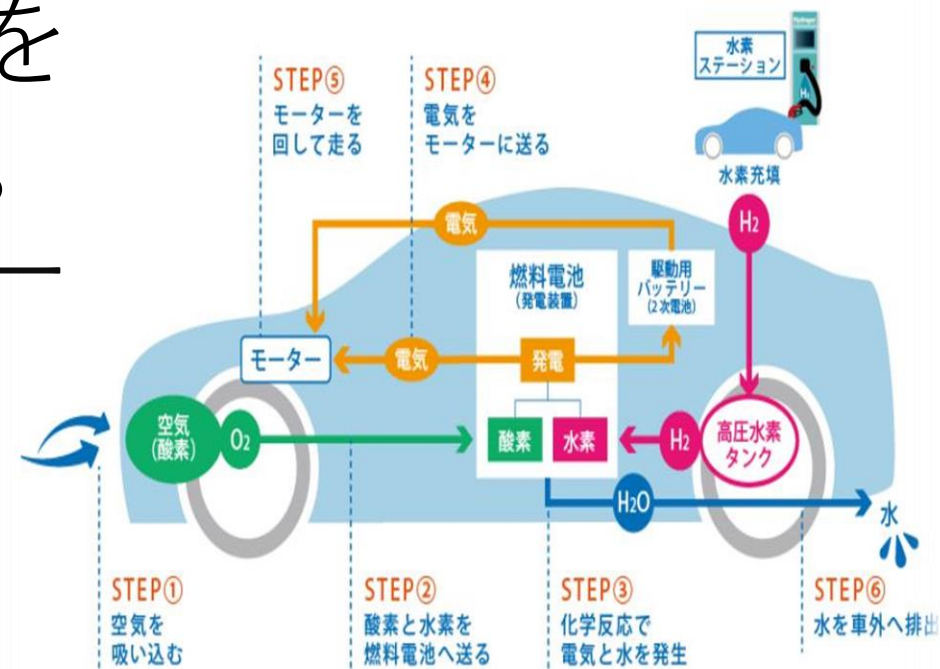 を
。
STEP⑤
モーターを
回して走る
STEP④
電気を
モーターに送る
水素
ステーション
Hydrogen
H₂
水素充填
H₂
電気
燃料電池
(発電装置)
駆動用
バッテリー
(2次電池)
モーター
電気
発電
空気
(酸素)
O₂
酸素
水素
H₂
高圧水素
タンク
H₂O
水
STEP①
空気を
吸い込む
STEP②
酸素と水素を
燃料電池へ送る
STEP③
化学反応で
電気と水を発生
STEP⑥
水を車外へ排出